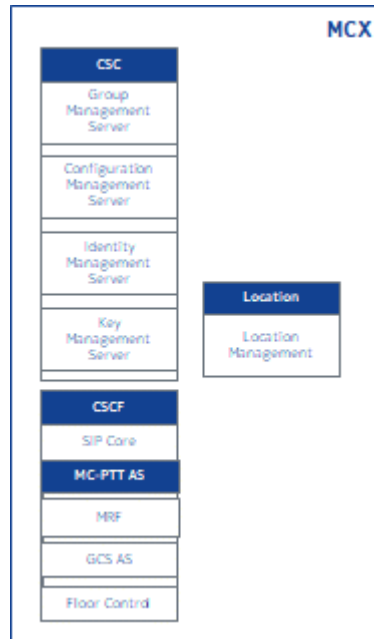 MCX
CSC
Group
Management
Server
Configuration
Management
Server
Identity
Management
Server
Key
Management
Server
Location
Location
Management
CSCF
SIP Core
MC-PTT AS
MRF
GCS AS
Floor Control